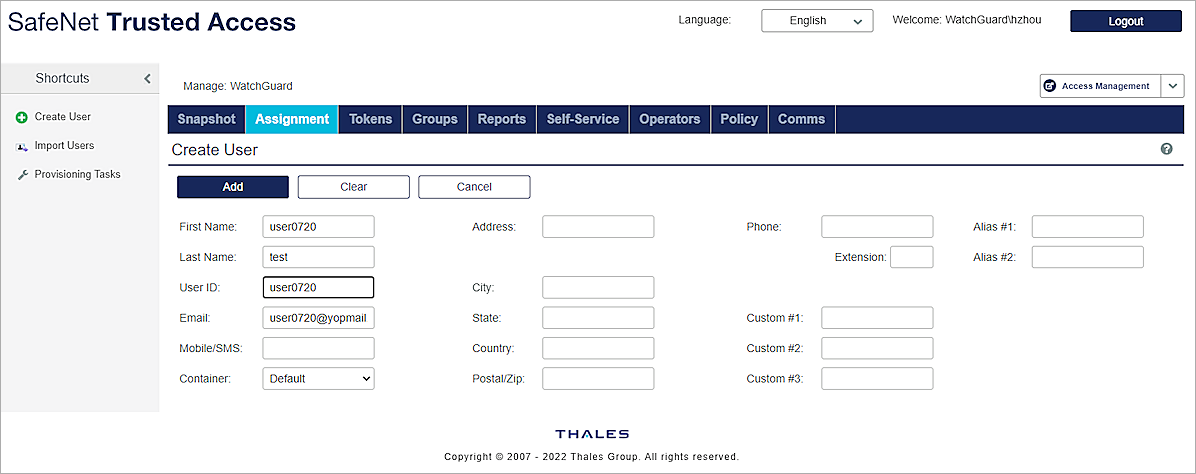 SafeNet Trusted Access
Language: English Welcome: WatchGuard\hzhou Logout
Shortcuts
Create User
Import Users
Provisioning Tasks
Manage: WatchGuard Access Management
Snapshot Assignment Tokens Groups Reports Self-Service Operators Policy Comms
Create User ?
Add Clear Cancel
First Name: user0720 Address: Phone: Alias #1:
Last Name: test Extension: Alias #2:
User ID: user0720 City:
Email: user0720@yopmail State: Custom #1:
Mobile/SMS: Country: Custom #2:
Container: Default Postal/Zip: Custom #3:
THALES
Copyright © 2007 - 2022 Thales Group. All rights reserved.